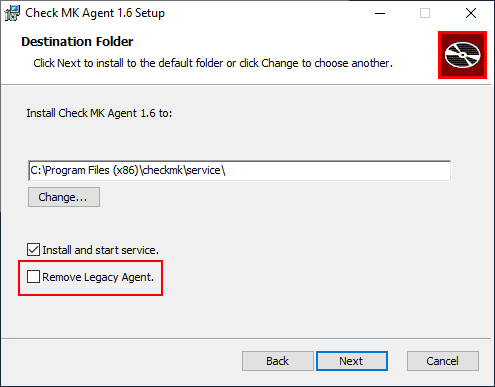 Check MK Agent 1.6 Setup
Destination Folder
Click Next to install to the default folder or click Change to choose another.
Install Check MK Agent 1.6 to:
C:\Program Files (x86)\checkmk\service\
Change...
Install and start service.
Remove Legacy Agent.
Back Next Cancel